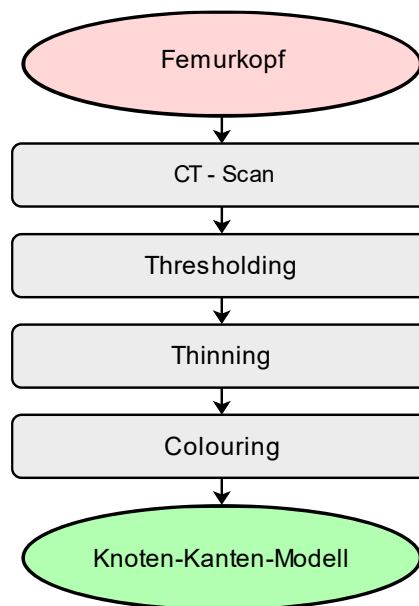 Femurkopf
CT - Scan
Thresholding
Thinning
Colouring
Knoten-Kanten-Modell